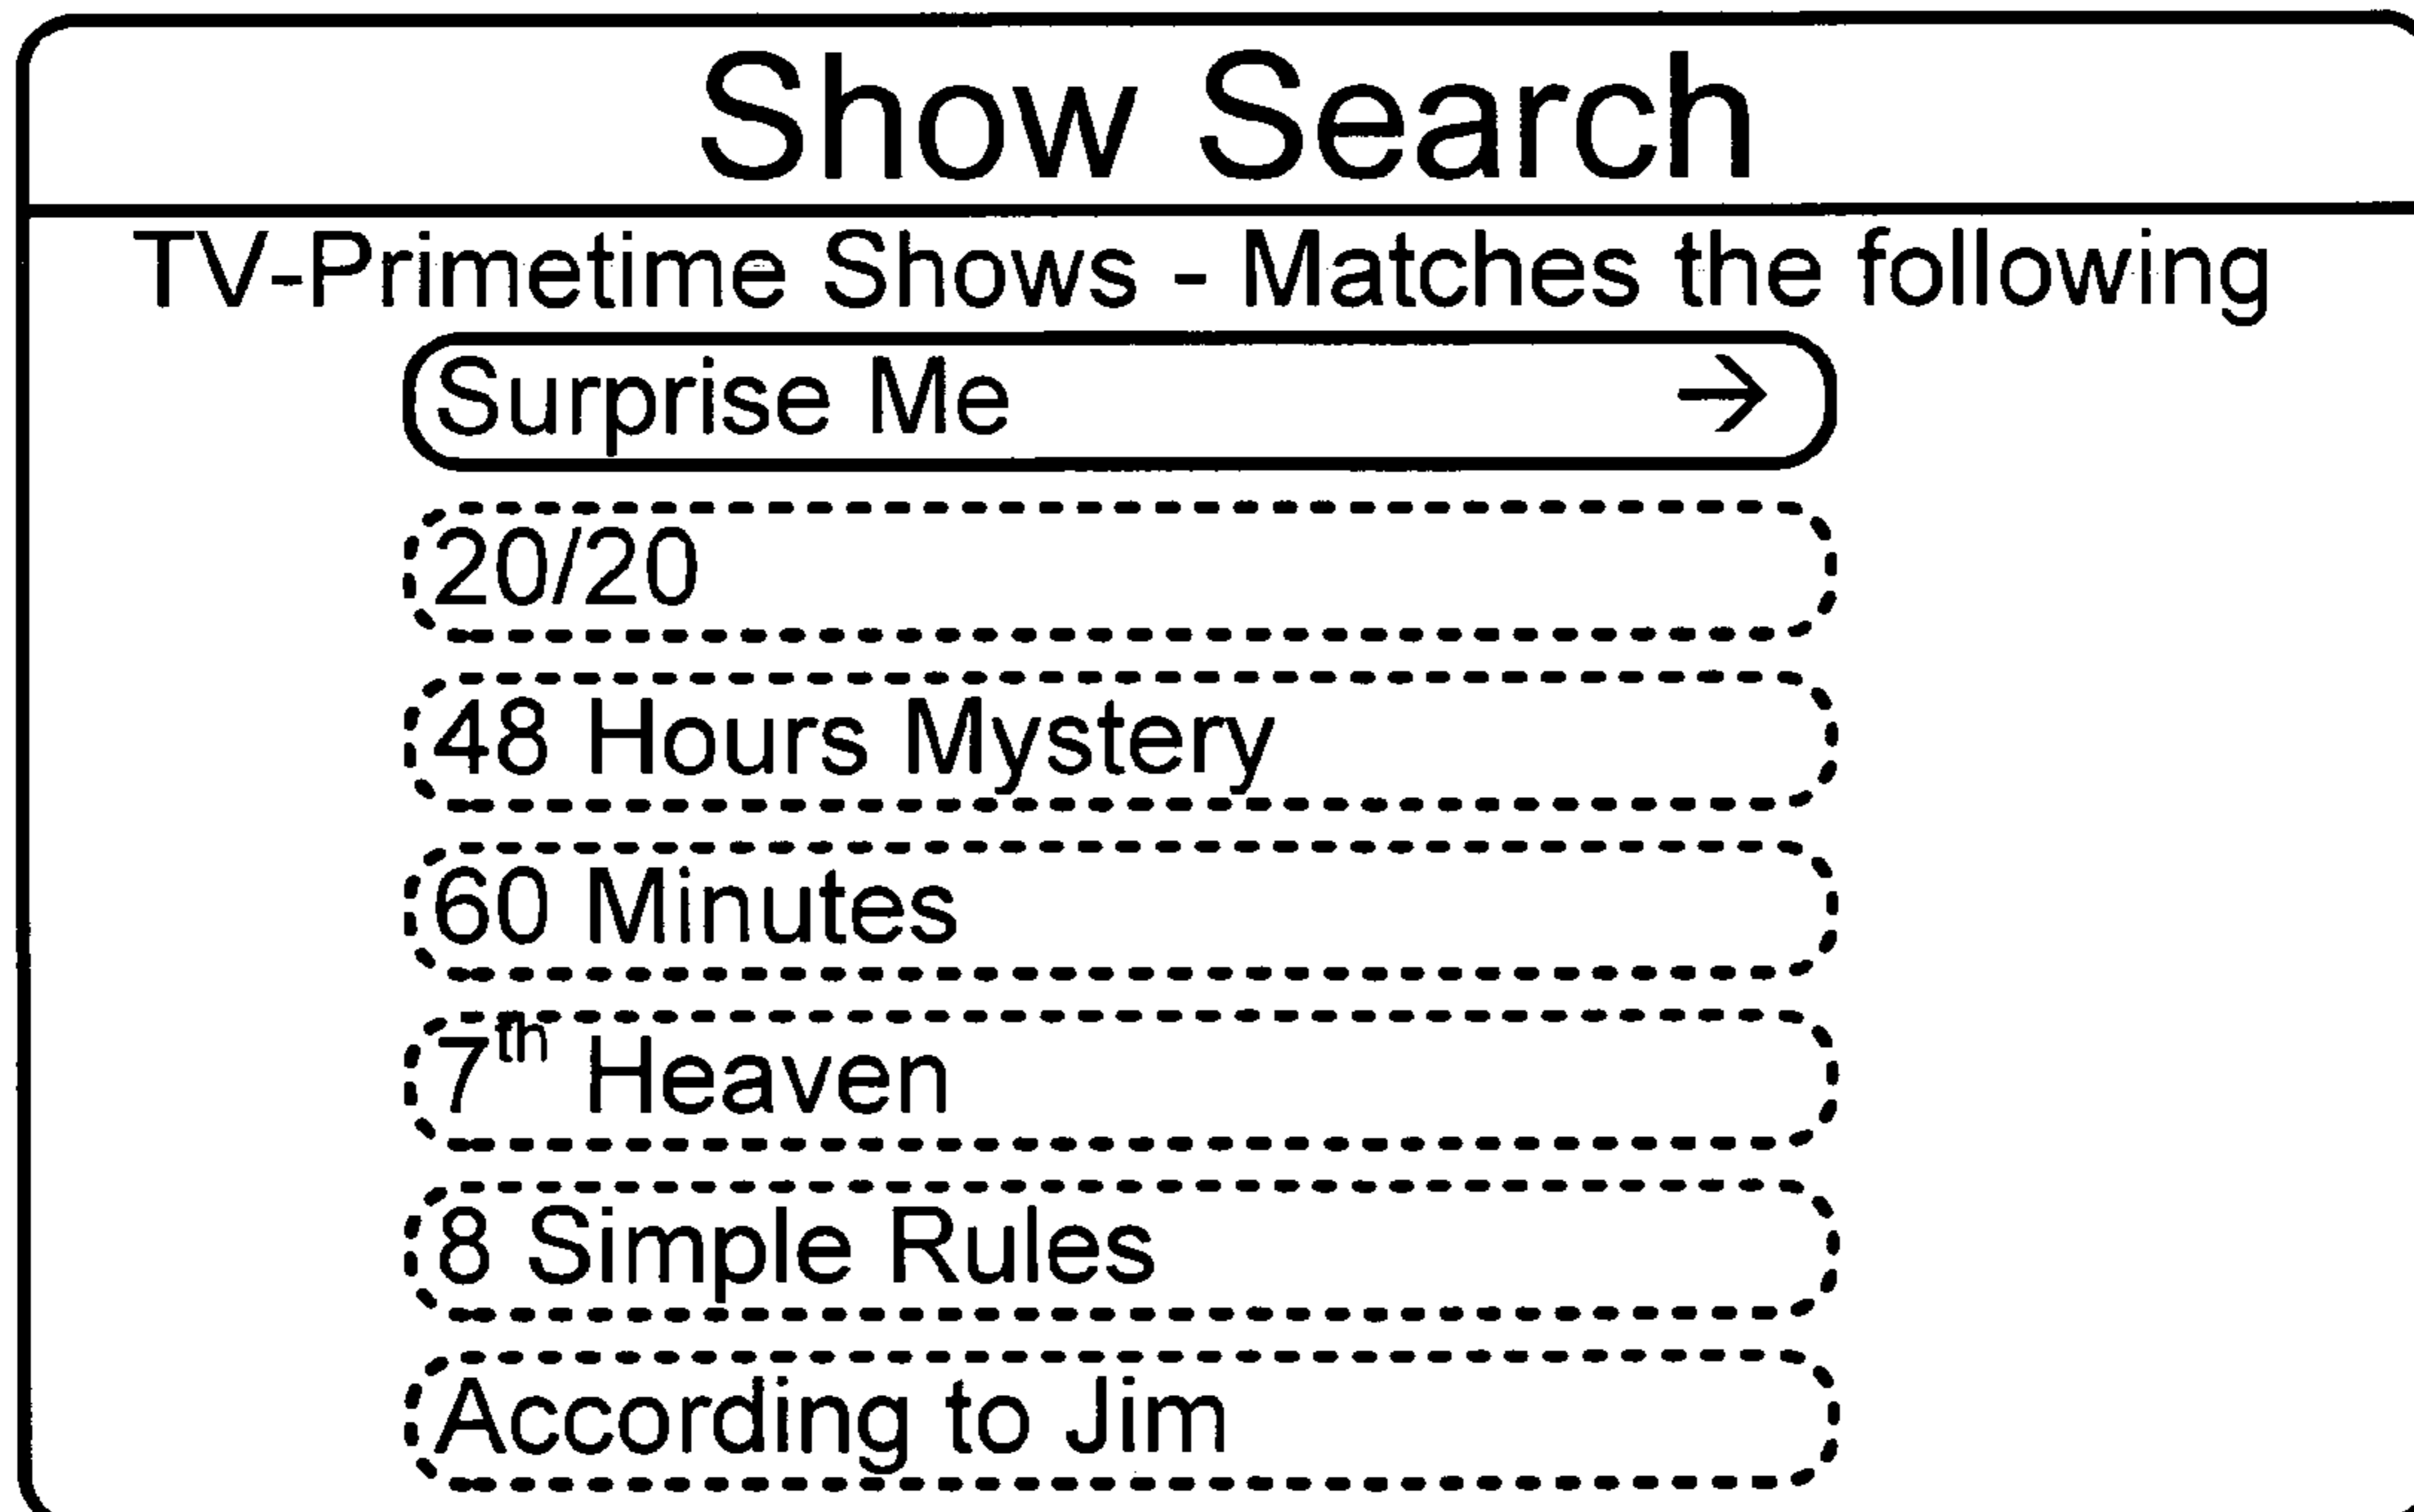 Show Search
TV-Primetime Shows - Matches the following
Surprise Me →
20/20
48 Hours Mystery
60 Minutes
7th Heaven
8 Simple Rules
According to Jim